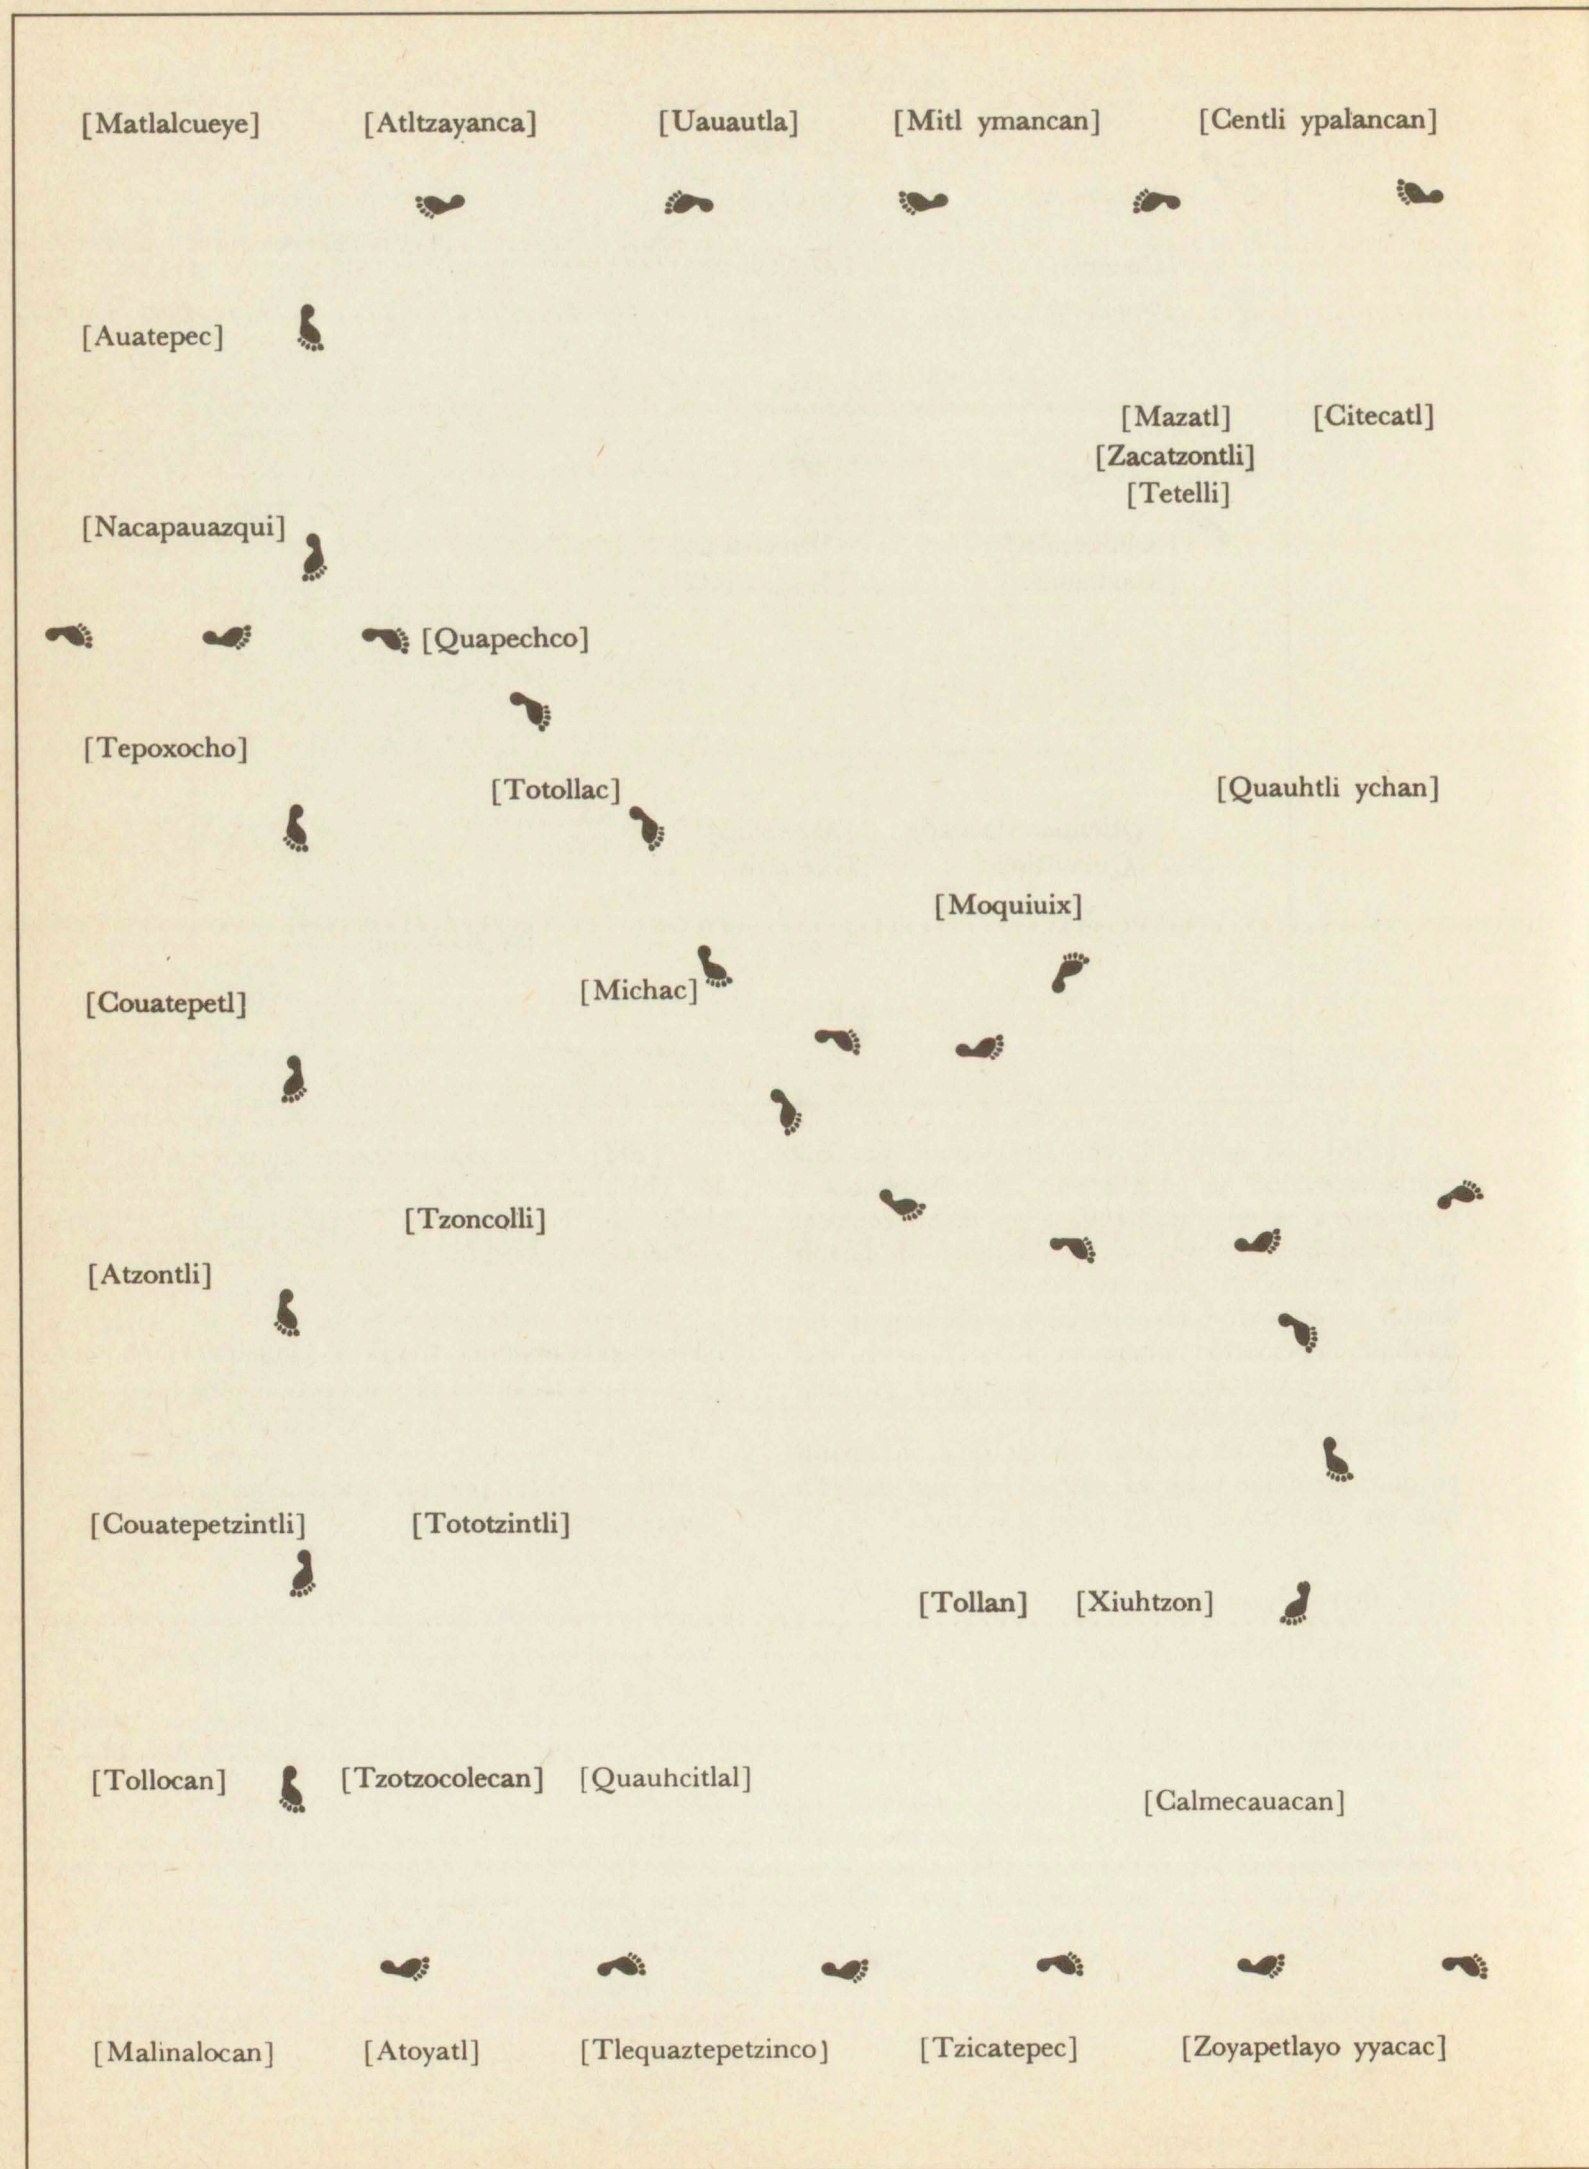 [Matlalcueye] [Atltzayanca] [Uauautla] [Mitl ymancan] [Centli ypalancan]
[Auatepec]
[Mazatl] [Citecatl]
[Zacatzontli]
[Tetelli]
[Nacapauazqui]
[Quapechco]
[Tepoxocho]
[Totollac] [Quauhtli ychan]
[Moquiuix]
[Couatepetl] [Michac]
[Tzoncolli]
[Atzontli]
[Couatepetzintli] [Tototzintli]
[Tollan] [Xiuhtzon]
[Tollocan] [Tzotzocolecan] [Quauhcitlal]
[Calmecauacan]
[Malinalocan] [Atoyatl] [Tlequaztepetzinco] [Tzicatepec] [Zoyapetlayo yyacac]